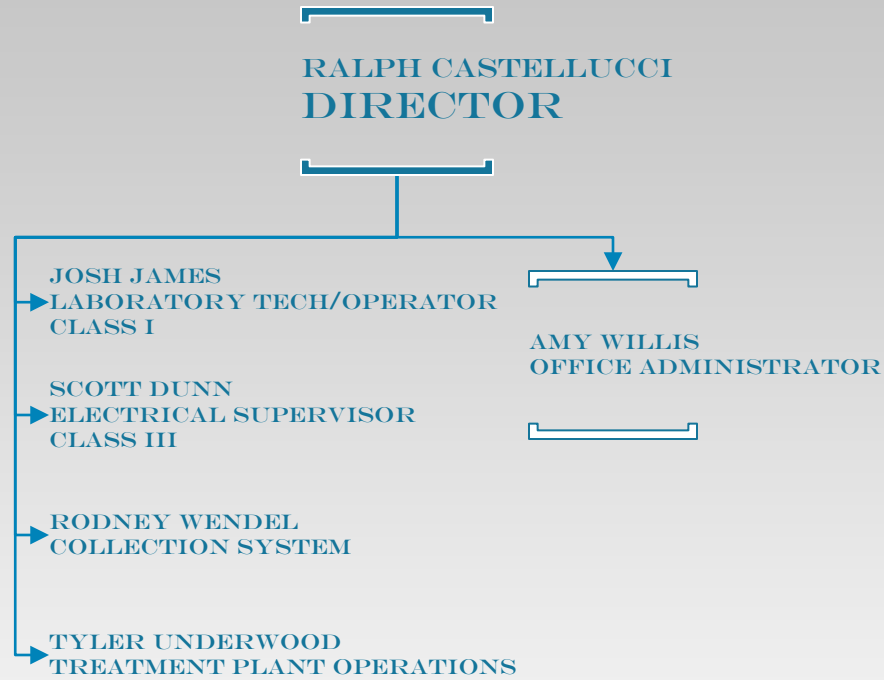 RALPH CASTELLUCCI
DIRECTOR
JOSH JAMES
LABORATORY TECH/OPERATOR
CLASS I
AMY WILLIS
OFFICE ADMINISTRATOR
SCOTT DUNN
ELECTRICAL SUPERVISOR
CLASS III
RODNEY WENDEL
COLLECTION SYSTEM
TYLER UNDERWOOD
TREATMENT PLANT OPERATIONS